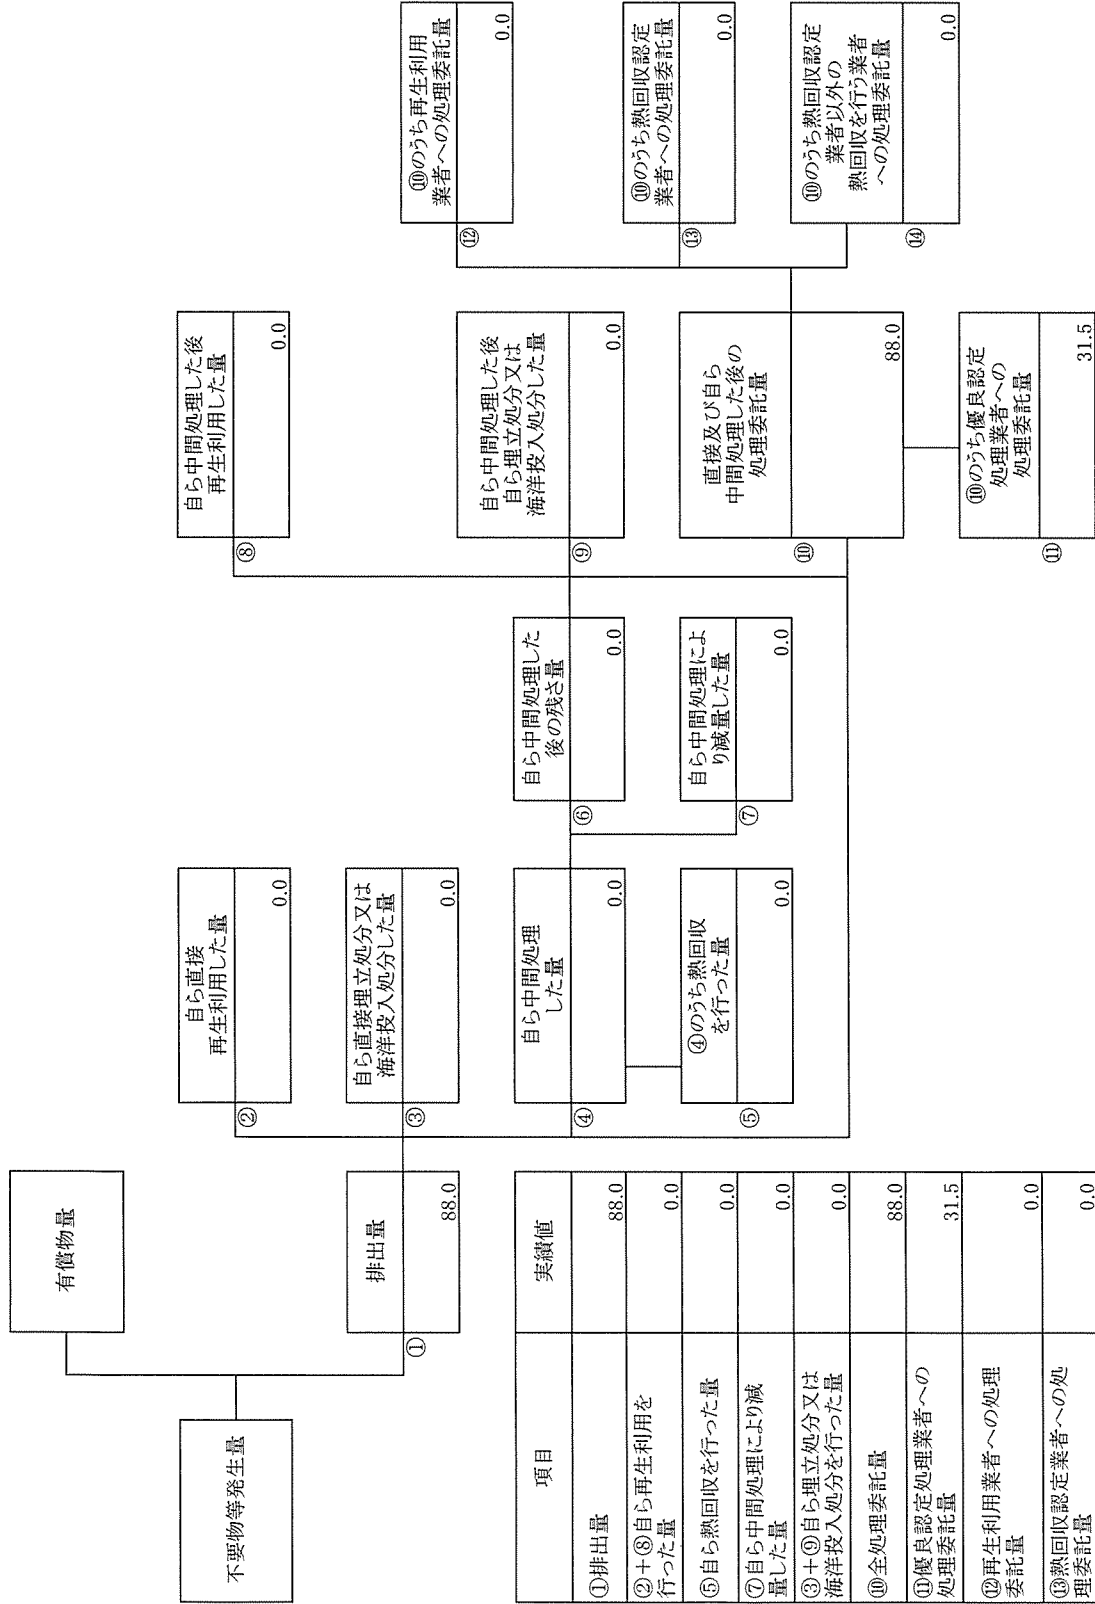 不要物等発生量
有償物量
排出量
①
88.0
自ら直接
再生利用した量
②
0.0
自ら直接埋立処分又は
海洋投入処分した量
③
0.0
自ら中間処理
した量
④
0.0
④のうち熱回収
を行った量
⑤
0.0
自ら中間処理した
後の残さ量
⑥
0.0
自ら中間処理によ
り減量した量
⑦
0.0
自ら中間処理した後
再生利用した量
⑧
0.0
自ら中間処理した後
自ら埋立処分又は
海洋投入処分した量
⑨
0.0
直接及び自ら
中間処理した後の
処理委託量
⑩
88.0
⑩のうち優良認定
処理業者への
処理委託量
⑪
31.5
⑩のうち再生利用
業者への処理委託量
⑫
0.0
⑩のうち熱回収認定
業者への処理委託量
⑬
0.0
⑩のうち熱回収認定
業者以外の
熱回収を行う業者
への処理委託量
⑭
0.0
項目 実績値
①排出量 88.0
②+⑧自ら再生利用を
行った量 0.0
⑤自ら熱回収を行った量 0.0
⑦自ら中間処理により減
量した量 0.0
③+⑨自ら埋立処分又は
海洋投入処分を行った量 0.0
⑩全処理委託量 88.0
⑪優良認定処理業者への
処理委託量 31.5
⑫再生利用業者への処理
委託量 0.0
⑬熱回収認定業者への処
理委託量 0.0